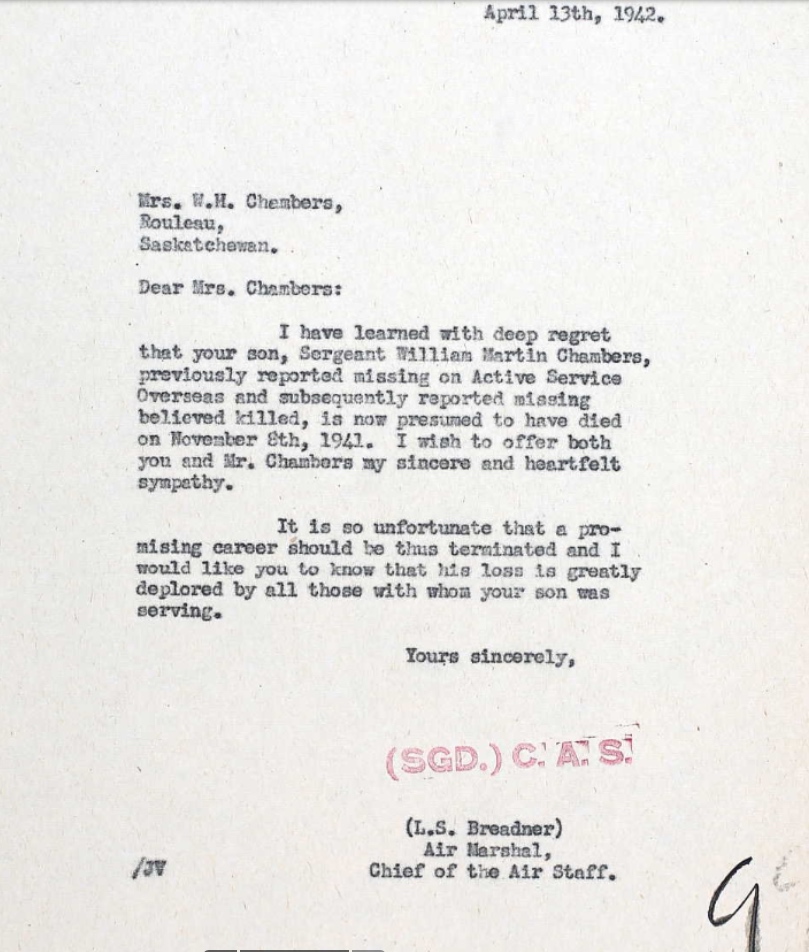 April 13th, 1942.
Mrs. W.H. Chambers,
Rouleau,
Saskatchewan.
Dear Mrs. Chambers:
I have learned with deep regret
that your son, Sergeant William Martin Chambers,
previously reported missing on Active Service
Overseas and subsequently reported missing
believed killed, is now presumed to have died
on November 8th, 1941. I wish to offer both
you and Mr. Chambers my sincere and heartfelt
sympathy.
It is so unfortunate that a pro-
mising career should be thus terminated and I
would like you to know that his loss is greatly
deplored by all those with whom your son was
serving.
Yours sincerely,
(SGD.) C. A. S.
(L.S. Breadner)
Air Marshal,
Chief of the Air Staff.
/JV